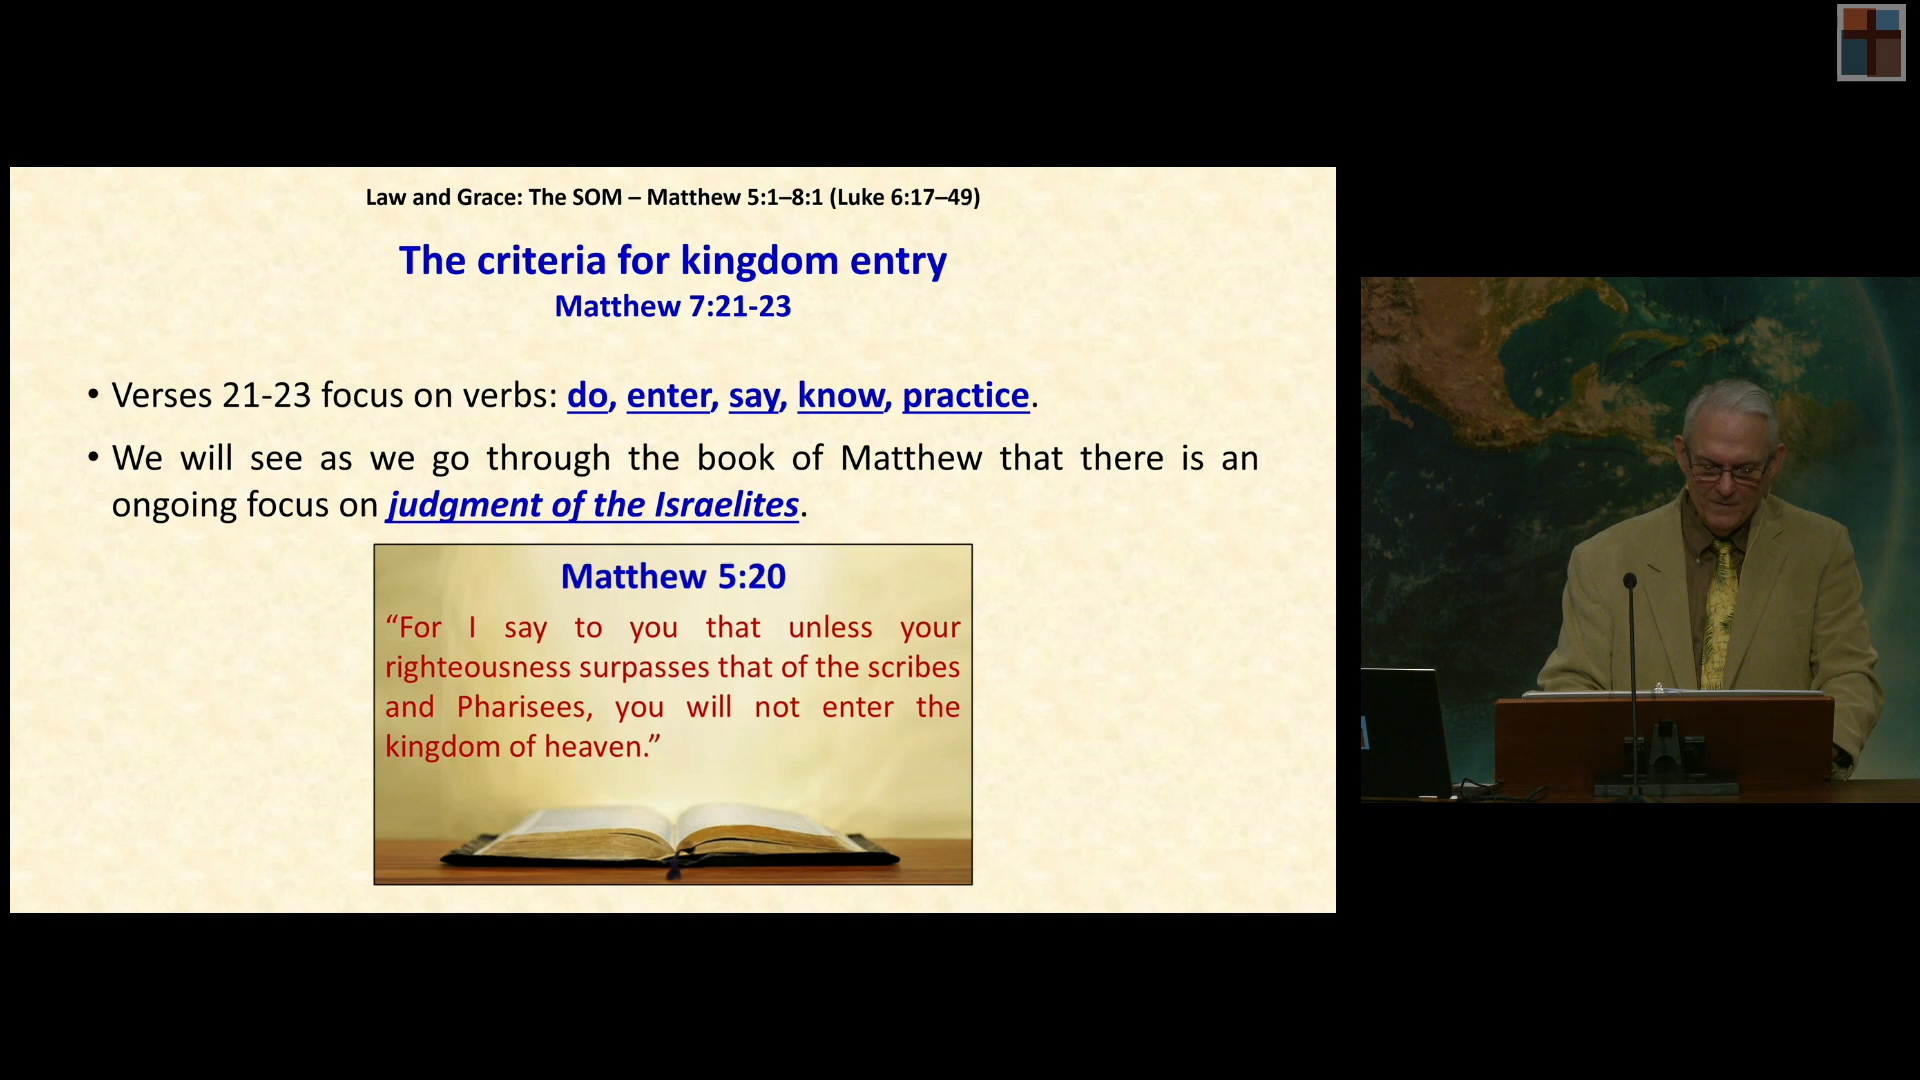 Law and Grace: The SOM – Matthew 5:1–8:1 (Luke 6:17–49)
The criteria for kingdom entry
Matthew 7:21-23
• Verses 21-23 focus on verbs: do, enter, say, know, practice.
• We will see as we go through the book of Matthew that there is an
ongoing focus on judgment of the Israelites.
Matthew 5:20
“For I say to you that unless your
righteousness surpasses that of the scribes
and Pharisees, you will not enter the
kingdom of heaven.”